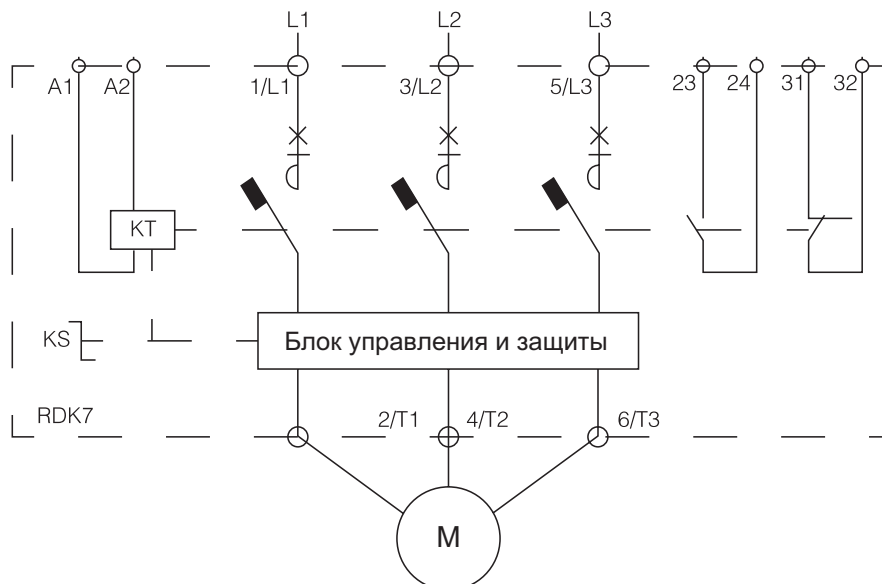 L1 L2 L3
A1 A2 1/L1 3/L2 5/L3 23 24 31 32
KT
KS
Блок управления и защиты
RDK7 2/T1 4/T2 6/T3
M